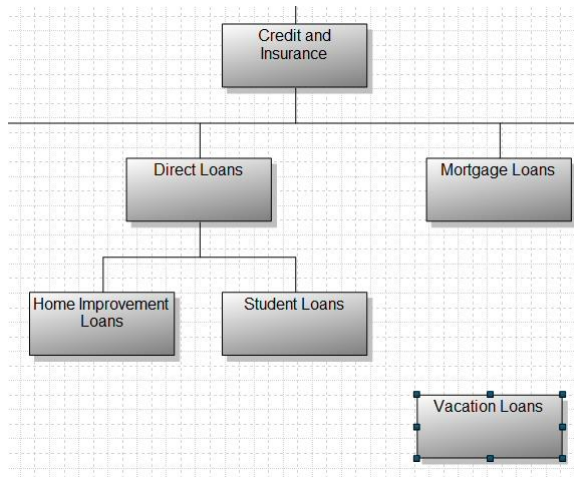 Credit and
Insurance
Direct Loans
Mortgage Loans
Home Improvement
Loans
Student Loans
Vacation Loans